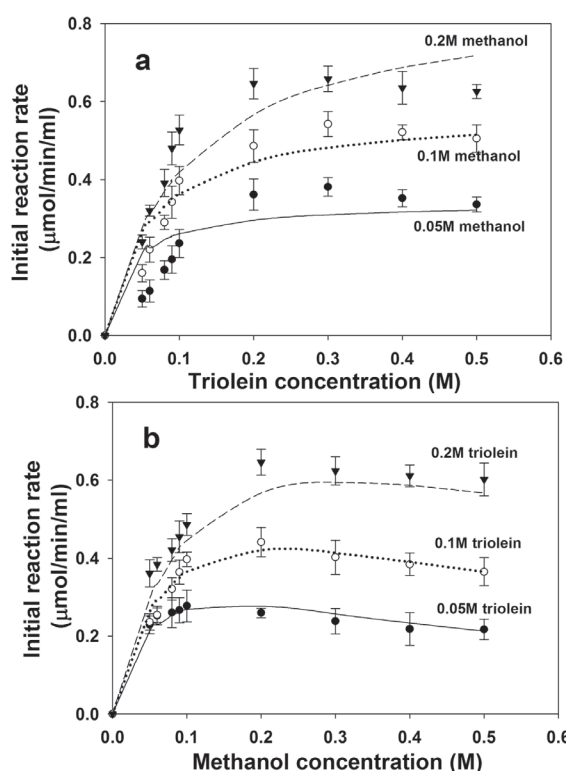 a
0.2M methanol
0.1M methanol
0.05M methanol
Initial reaction rate
(μmol/min/ml)
0.8
0.6
0.4
0.2
0.0
0.0 0.1 0.2 0.3 0.4 0.5 0.6
Triolein concentration (M)
b
0.2M triolein
0.1M triolein
0.05M triolein
Initial reaction rate
(μmol/min/ml)
0.8
0.6
0.4
0.2
0.0
0.0 0.1 0.2 0.3 0.4 0.5 0.6
Methanol concentration (M)